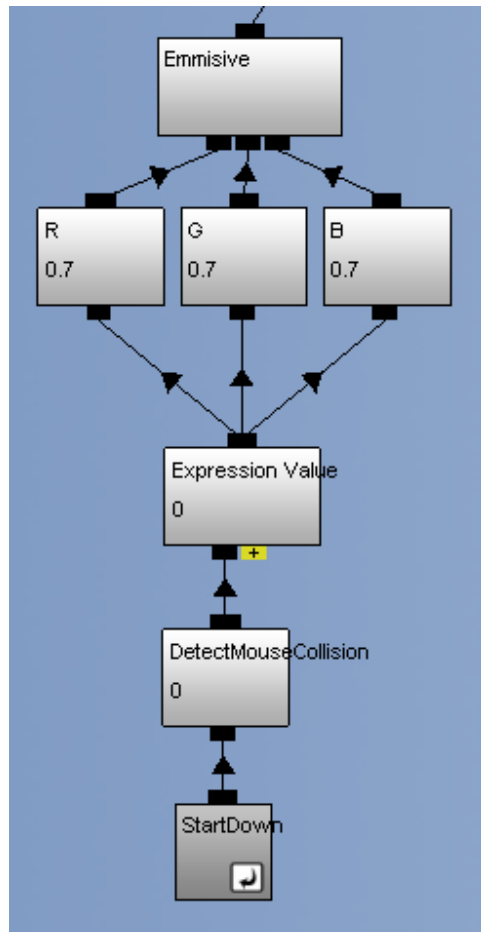 Emmisive
R
0.7
G
0.7
B
0.7
Expression Value
0
+
DetectMouseCollision
0
StartDown